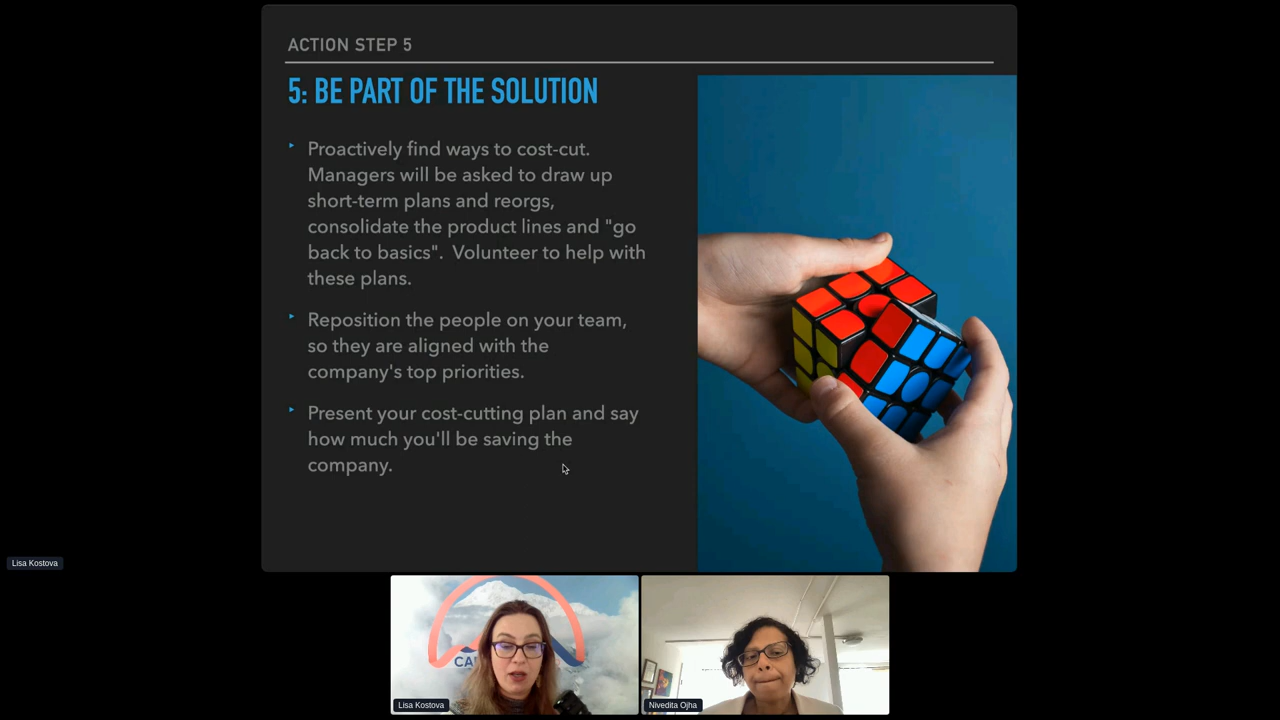 ACTION STEP 5
5: BE PART OF THE SOLUTION
Proactively find ways to cost-cut.
Managers will be asked to draw up
short-term plans and reorgs,
consolidate the product lines and "go
back to basics".  Volunteer to help with
these plans.
Reposition the people on your team,
so they are aligned with the
company's top priorities.
Present your cost-cutting plan and say
how much you'll be saving the
company.
Lisa Kostova
CA
Lisa Kostova
Nivedita Ojha